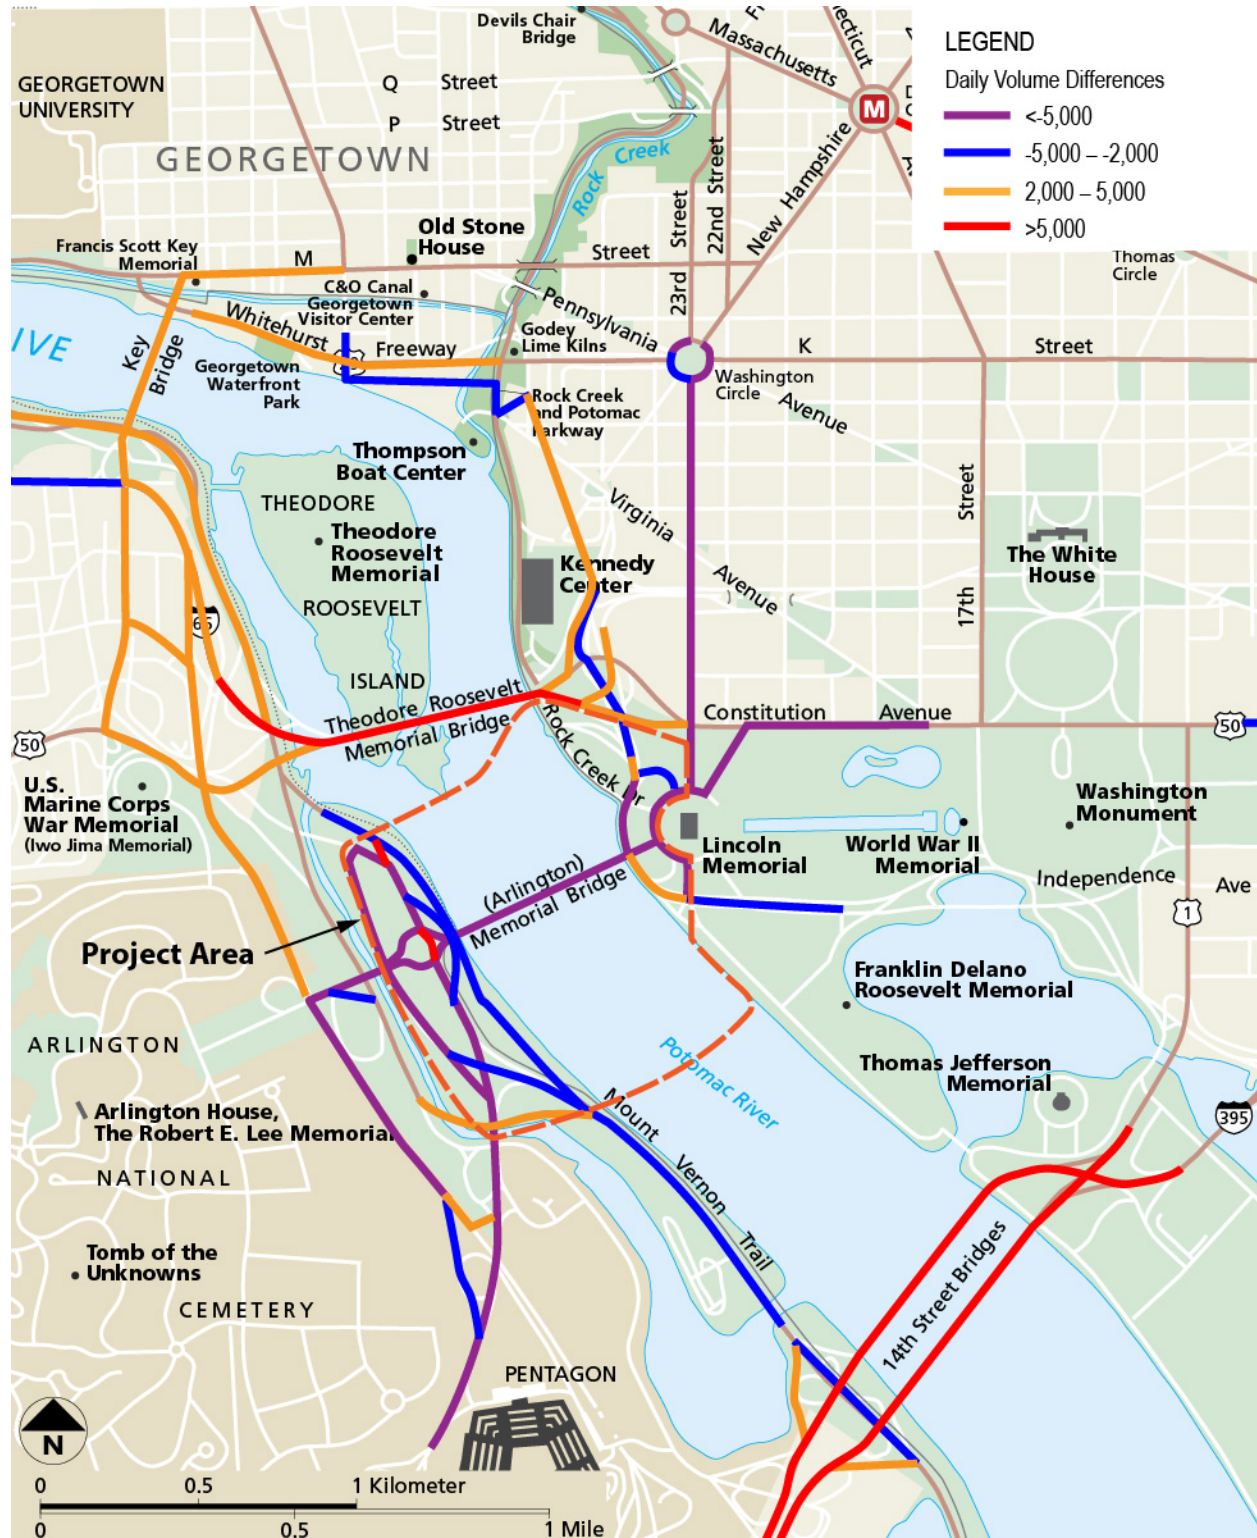 Devils Chair
Bridge
Massachusetts
LEGEND
Daily Volume Differences
<-5,000
-5,000 – -2,000
2,000 – 5,000
>5,000
GEORGETOWN
UNIVERSITY
Q Street
P Street
M
GEORGETOWN
Rock Creek
New Hampshire
22nd Street
23rd Street
Old Stone
House
Francis Scott Key
Memorial
M
Street
Thomas
Circle
C&O Canal
Georgetown
Visitor Center
Pennsylvania
Avenue
Whitehurst
Freeway
Godey
Lime Kilns
K
Street
IVE
Key
Bridge
Georgetown
Waterfront
Park
Washington
Circle
Rock Creek
and Potomac
Parkway
Thompson
Boat Center
THEODORE
ROOSEVELT
ISLAND
Theodore
Roosevelt
Memorial
Virginia
Avenue
17th
Street
The White
House
Kennedy
Center
Theodore Roosevelt
Memorial Bridge
Constitution Avenue
50
50
Rock Creek Dr
U.S.
Marine Corps
War Memorial
(Iwo Jima Memorial)
Washington
Monument
Lincoln
Memorial
World War II
Memorial
(Arlington)
Memorial Bridge
Independence Ave
1
Project Area
Franklin Delano
Roosevelt Memorial
ARLINGTON
Potomac River
Thomas Jefferson
Memorial
Arlington House,
The Robert E. Lee Memorial
395
Mount Vernon Trail
NATIONAL
Tomb of the
Unknowns
CEMETERY
14th Street Bridges
PENTAGON
N
0 0.5 1 Kilometer
0 0.5 1 Mile